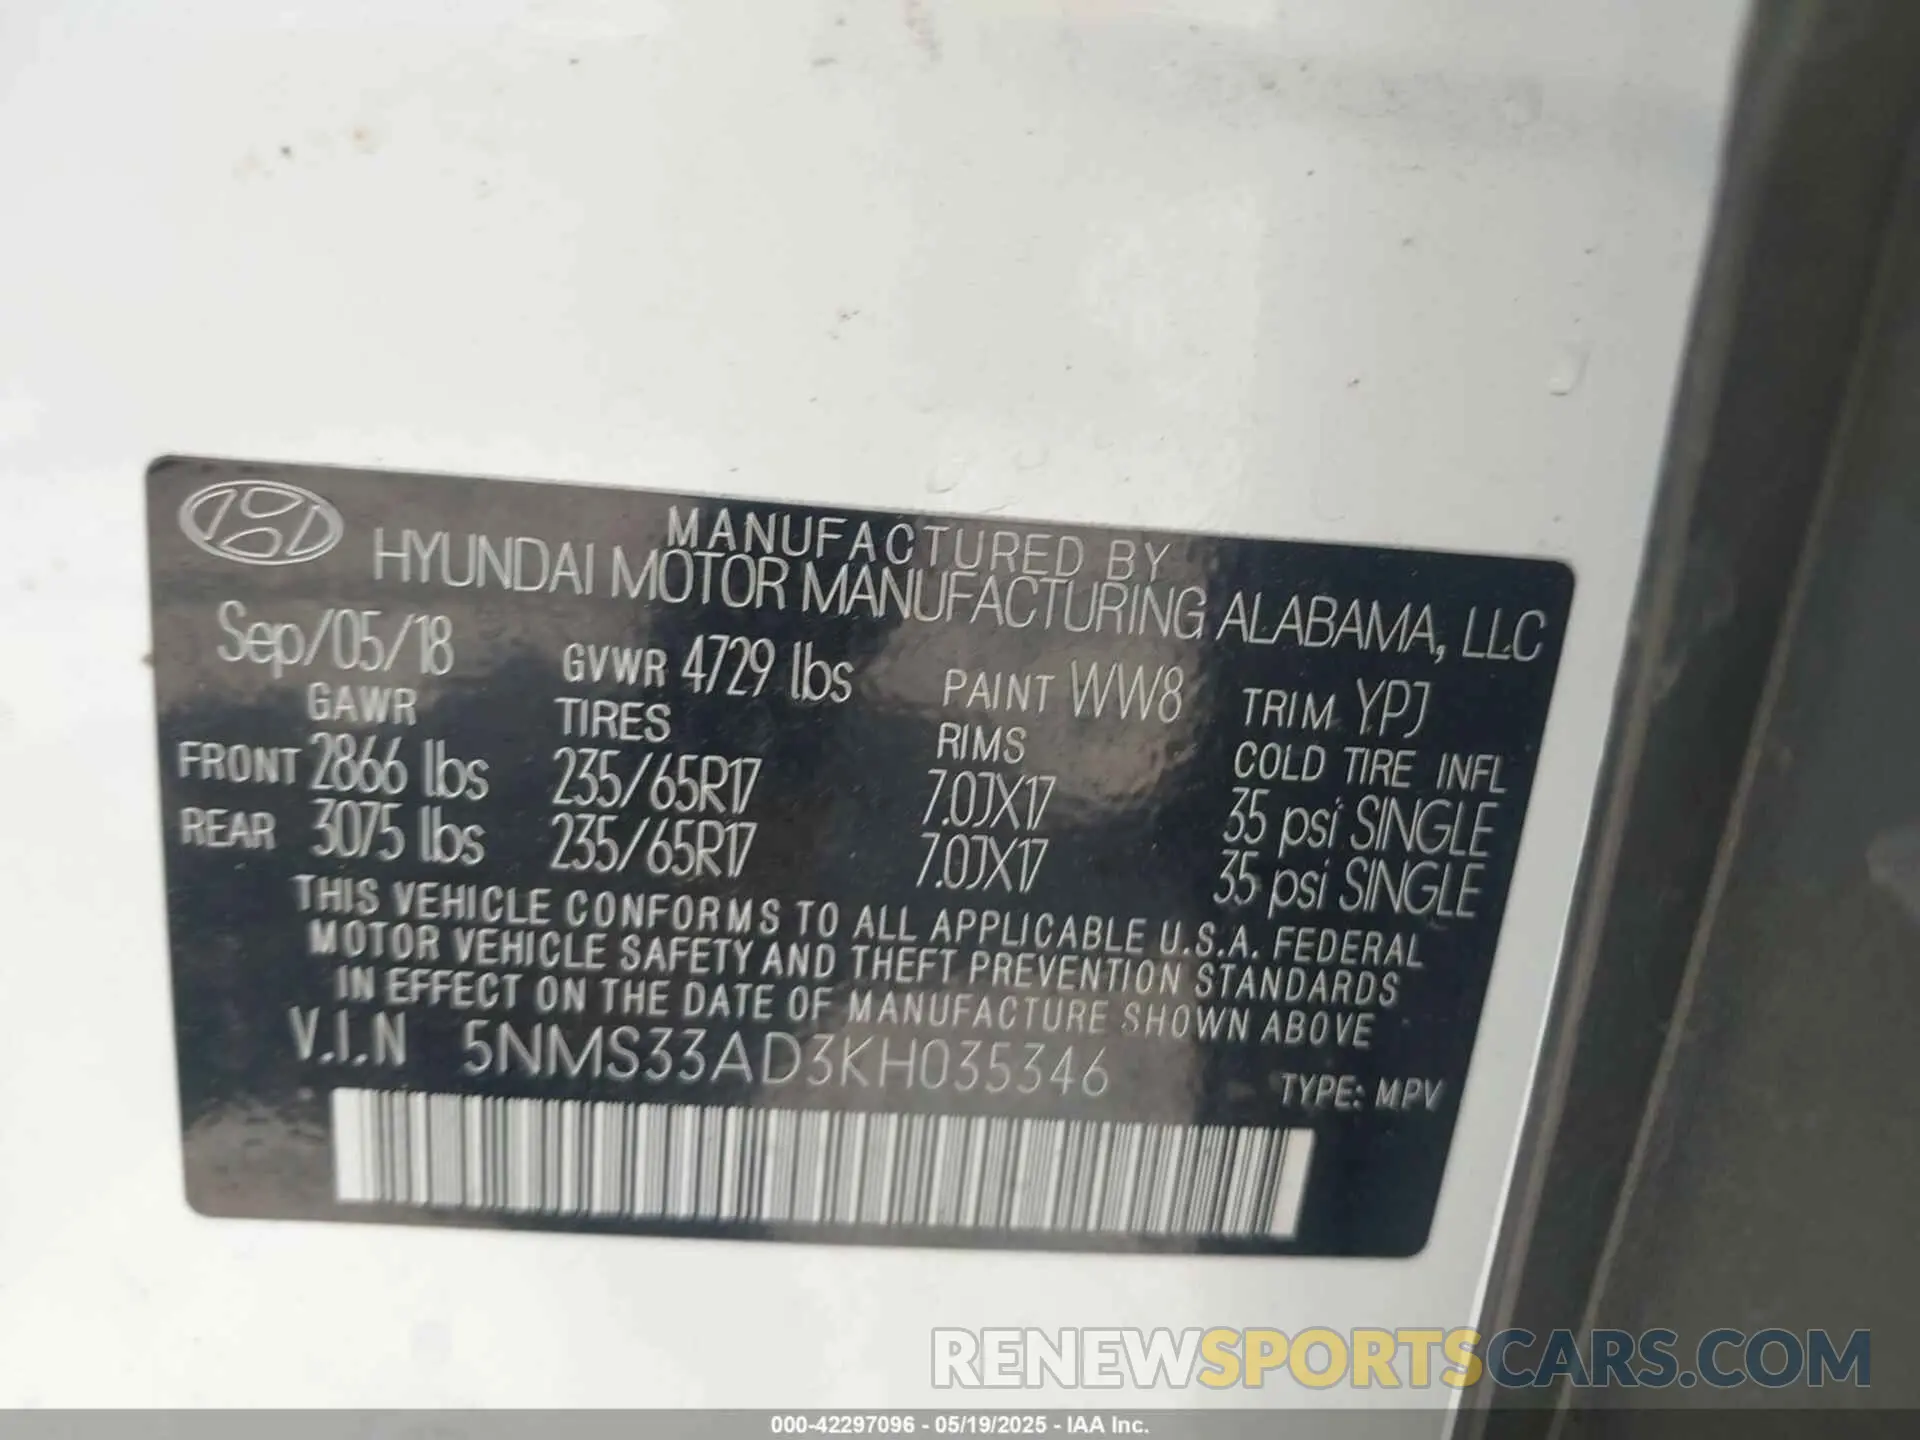 MANUFACTURED BY
HYUNDAI MOTOR MANUFACTURING ALABAMA, LLC
Sep/05/18 GVWR 4729 lbs PAINT WW8 TRIM YPJ
GAWR TIRES RIMS COLD TIRE INFL
FRONT 2866 lbs 235/65R17 7.0JX17 35 psi SINGLE
REAR 3075 lbs 235/65R17 7.0JX17 35 psi SINGLE
THIS VEHICLE CONFORMS TO ALL APPLICABLE U.S.A. FEDERAL
MOTOR VEHICLE SAFETY AND THEFT PREVENTION STANDARDS
IN EFFECT ON THE DATE OF MANUFACTURE SHOWN ABOVE
V.I.N 5NMS33AD3KH035346 TYPE: MPV
RENEWSPORTSCARS.COM
000-42297096 - 05/19/2025 - IAA Inc.